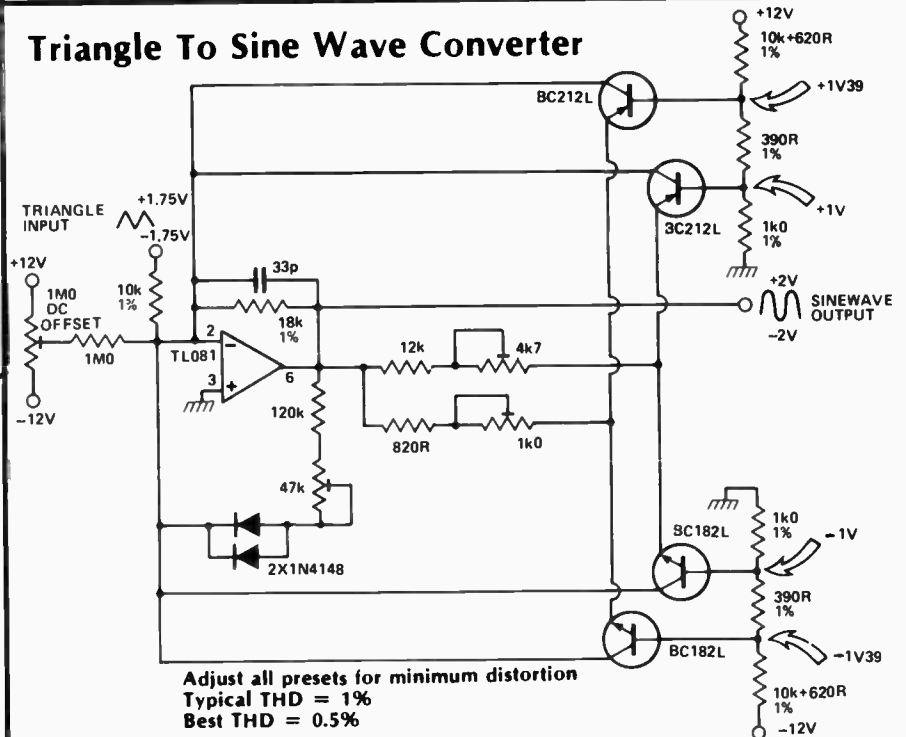 Triangle To Sine Wave Converter
+12V
10k+620R
1%
BC212L
+1V39
390R
1%
3C212L
+1V
1k0
1%
TRIANGLE
INPUT
+1.75V
−1.75V
+12V
1M0
DC
OFFSET
10k
1%
33p
18k
1%
+2V
SINEWAVE
OUTPUT
−2V
1M0
2
TL081
−
3
+
6
12k
4k7
120k
820R
1k0
47k
−12V
2X1N4148
1k0
1%
BC182L
−1V
390R
1%
BC182L
−1V39
10k+620R
1%
−12V
Adjust all presets for minimum distortion
Typical THD = 1%
Best THD = 0.5%